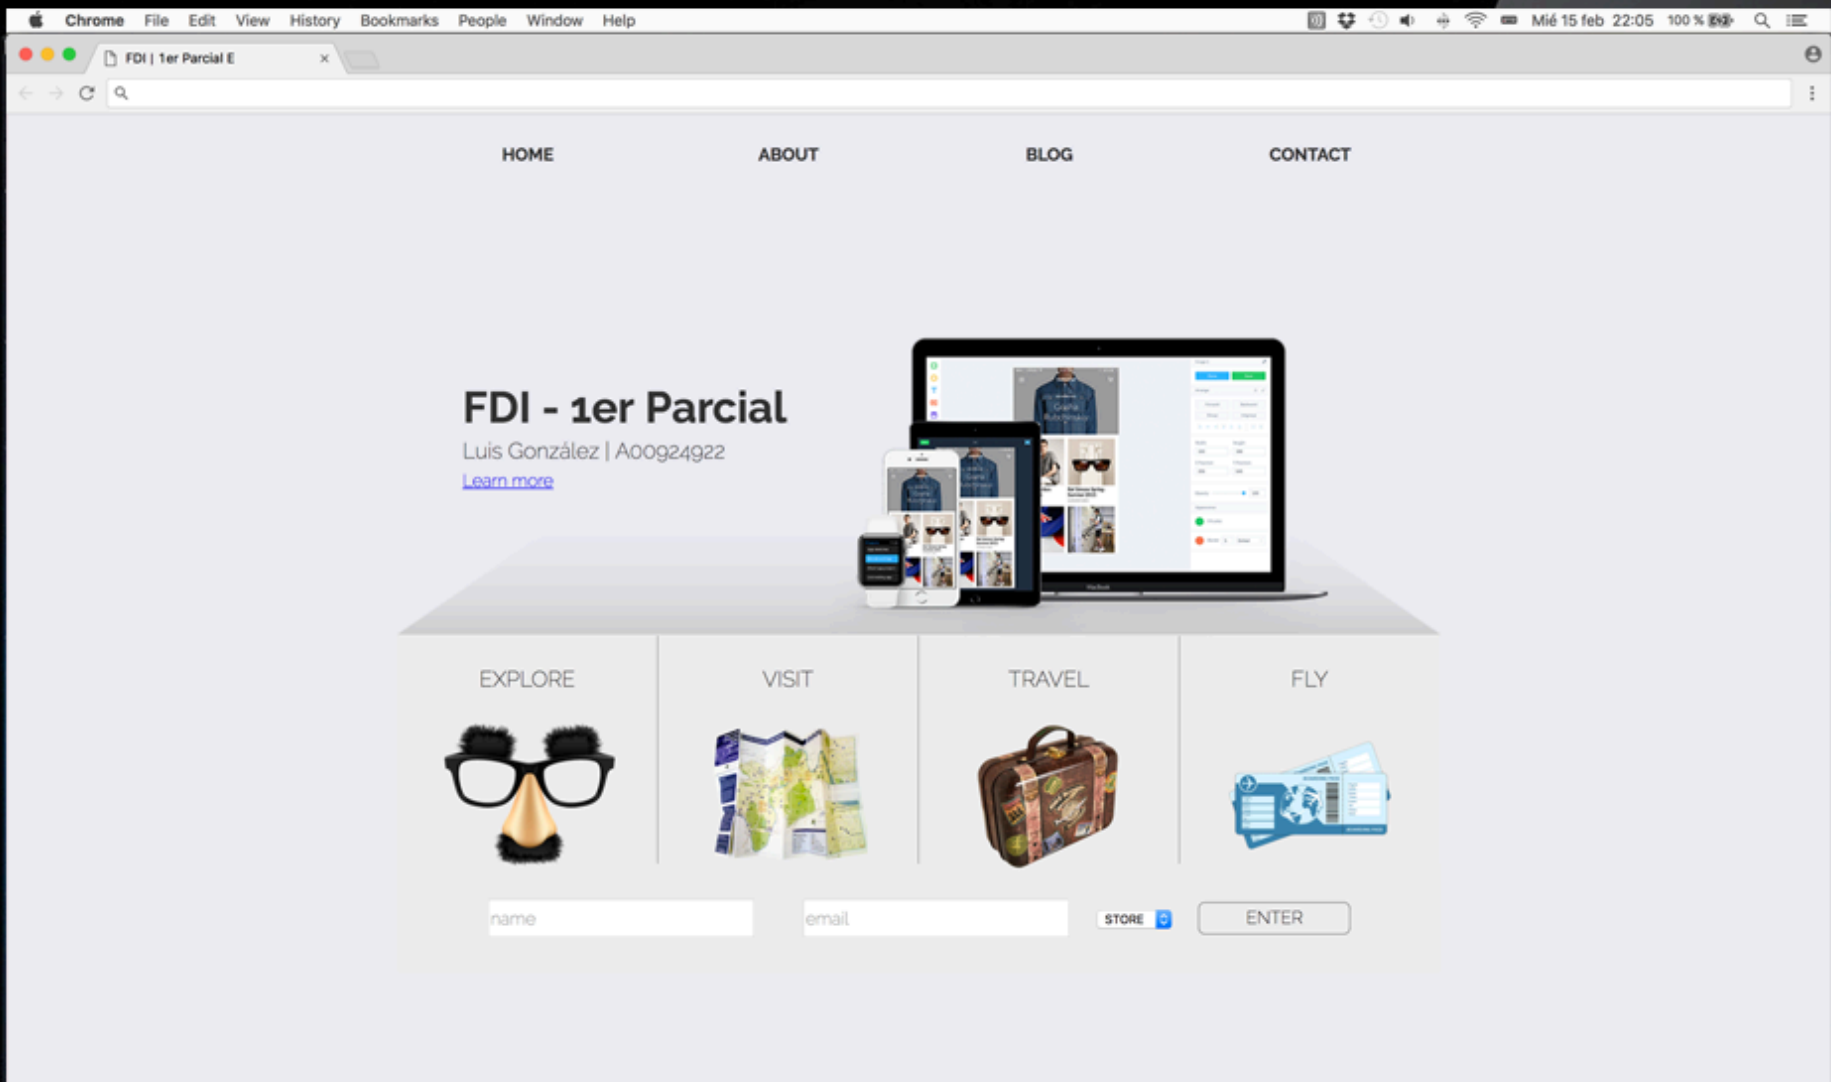 Chrome File Edit View History Bookmarks People Window Help
Mié 15 feb 22:05 100 %
FDI | 1er Parcial E
HOME ABOUT BLOG CONTACT
FDI - 1er Parcial
Luis González | A00924922
Learn more
MacBook
EXPLORE VISIT TRAVEL FLY
name email STORE ENTER